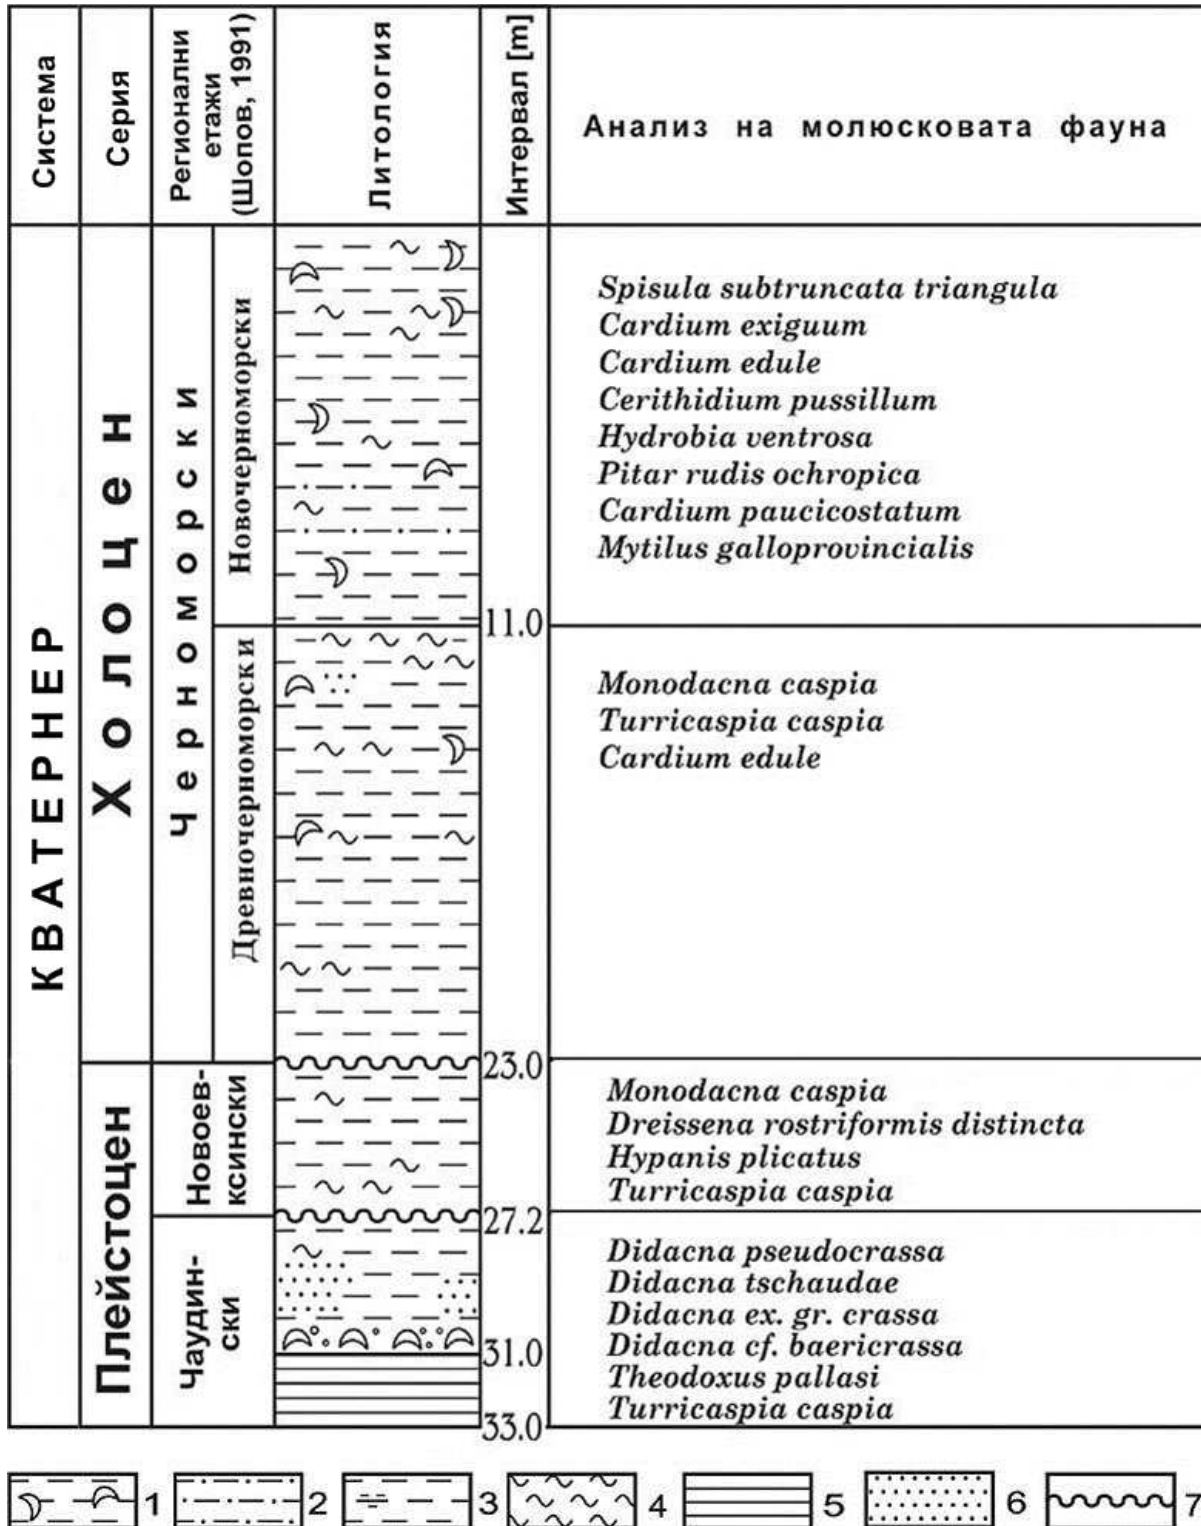 Система
Серия
Регионални
етажи
(Шопов, 1991)
Литология
Интервал [m]
Анализ на молюсковата фауна
КВАТЕРНЕР
Холоцен
Черноморски
Новочерноморски
Spisula subtruncata triangula
Cardium exiguum
Cardium edule
Cerithidium pussillum
Hydrobia ventrosa
Pitar rudis ochropica
Cardium paucicostatum
Mytilus galloprovincialis
11.0
Древночерноморски
Monodacna caspia
Turricaspia caspia
Cardium edule
23.0
Плейстоцен
Новоев-
ксински
Monodacna caspia
Dreissena rostriformis distincta
Hypanis plicatus
Turricaspia caspia
27.2
Чаудин-
ски
Didacna pseudocrassa
Didacna tschaudae
Didacna ex. gr. crassa
Didacna cf. baericrassa
Theodoxus pallasi
Turricaspia caspia
31.0
33.0
1 2 3 4 5 6 7